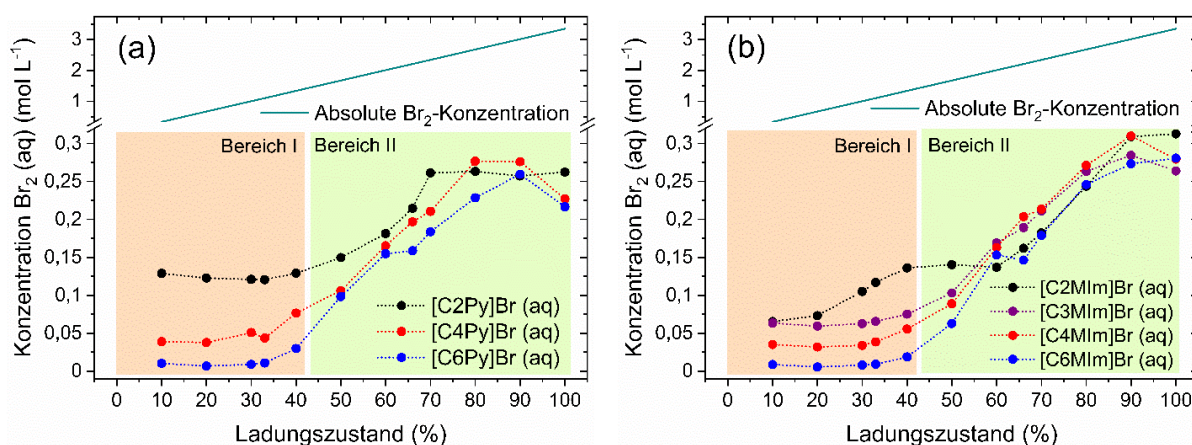 (a)
Absolute Br₂-Konzentration
Bereich I
Bereich II
[C2Py]Br (aq)
[C4Py]Br (aq)
[C6Py]Br (aq)
Konzentration Br₂ (aq) (mol L⁻¹)
3
2
1
0,3
0,25
0,2
0,15
0,1
0,05
0
0 10 20 30 40 50 60 70 80 90 100
Ladungszustand (%)
(b)
Absolute Br₂-Konzentration
Bereich I
Bereich II
[C2MIm]Br (aq)
[C3MIm]Br (aq)
[C4MIm]Br (aq)
[C6MIm]Br (aq)
Konzentration Br₂ (aq) (mol L⁻¹)
3
2
1
0,3
0,25
0,2
0,15
0,1
0,05
0
0 10 20 30 40 50 60 70 80 90 100
Ladungszustand (%)